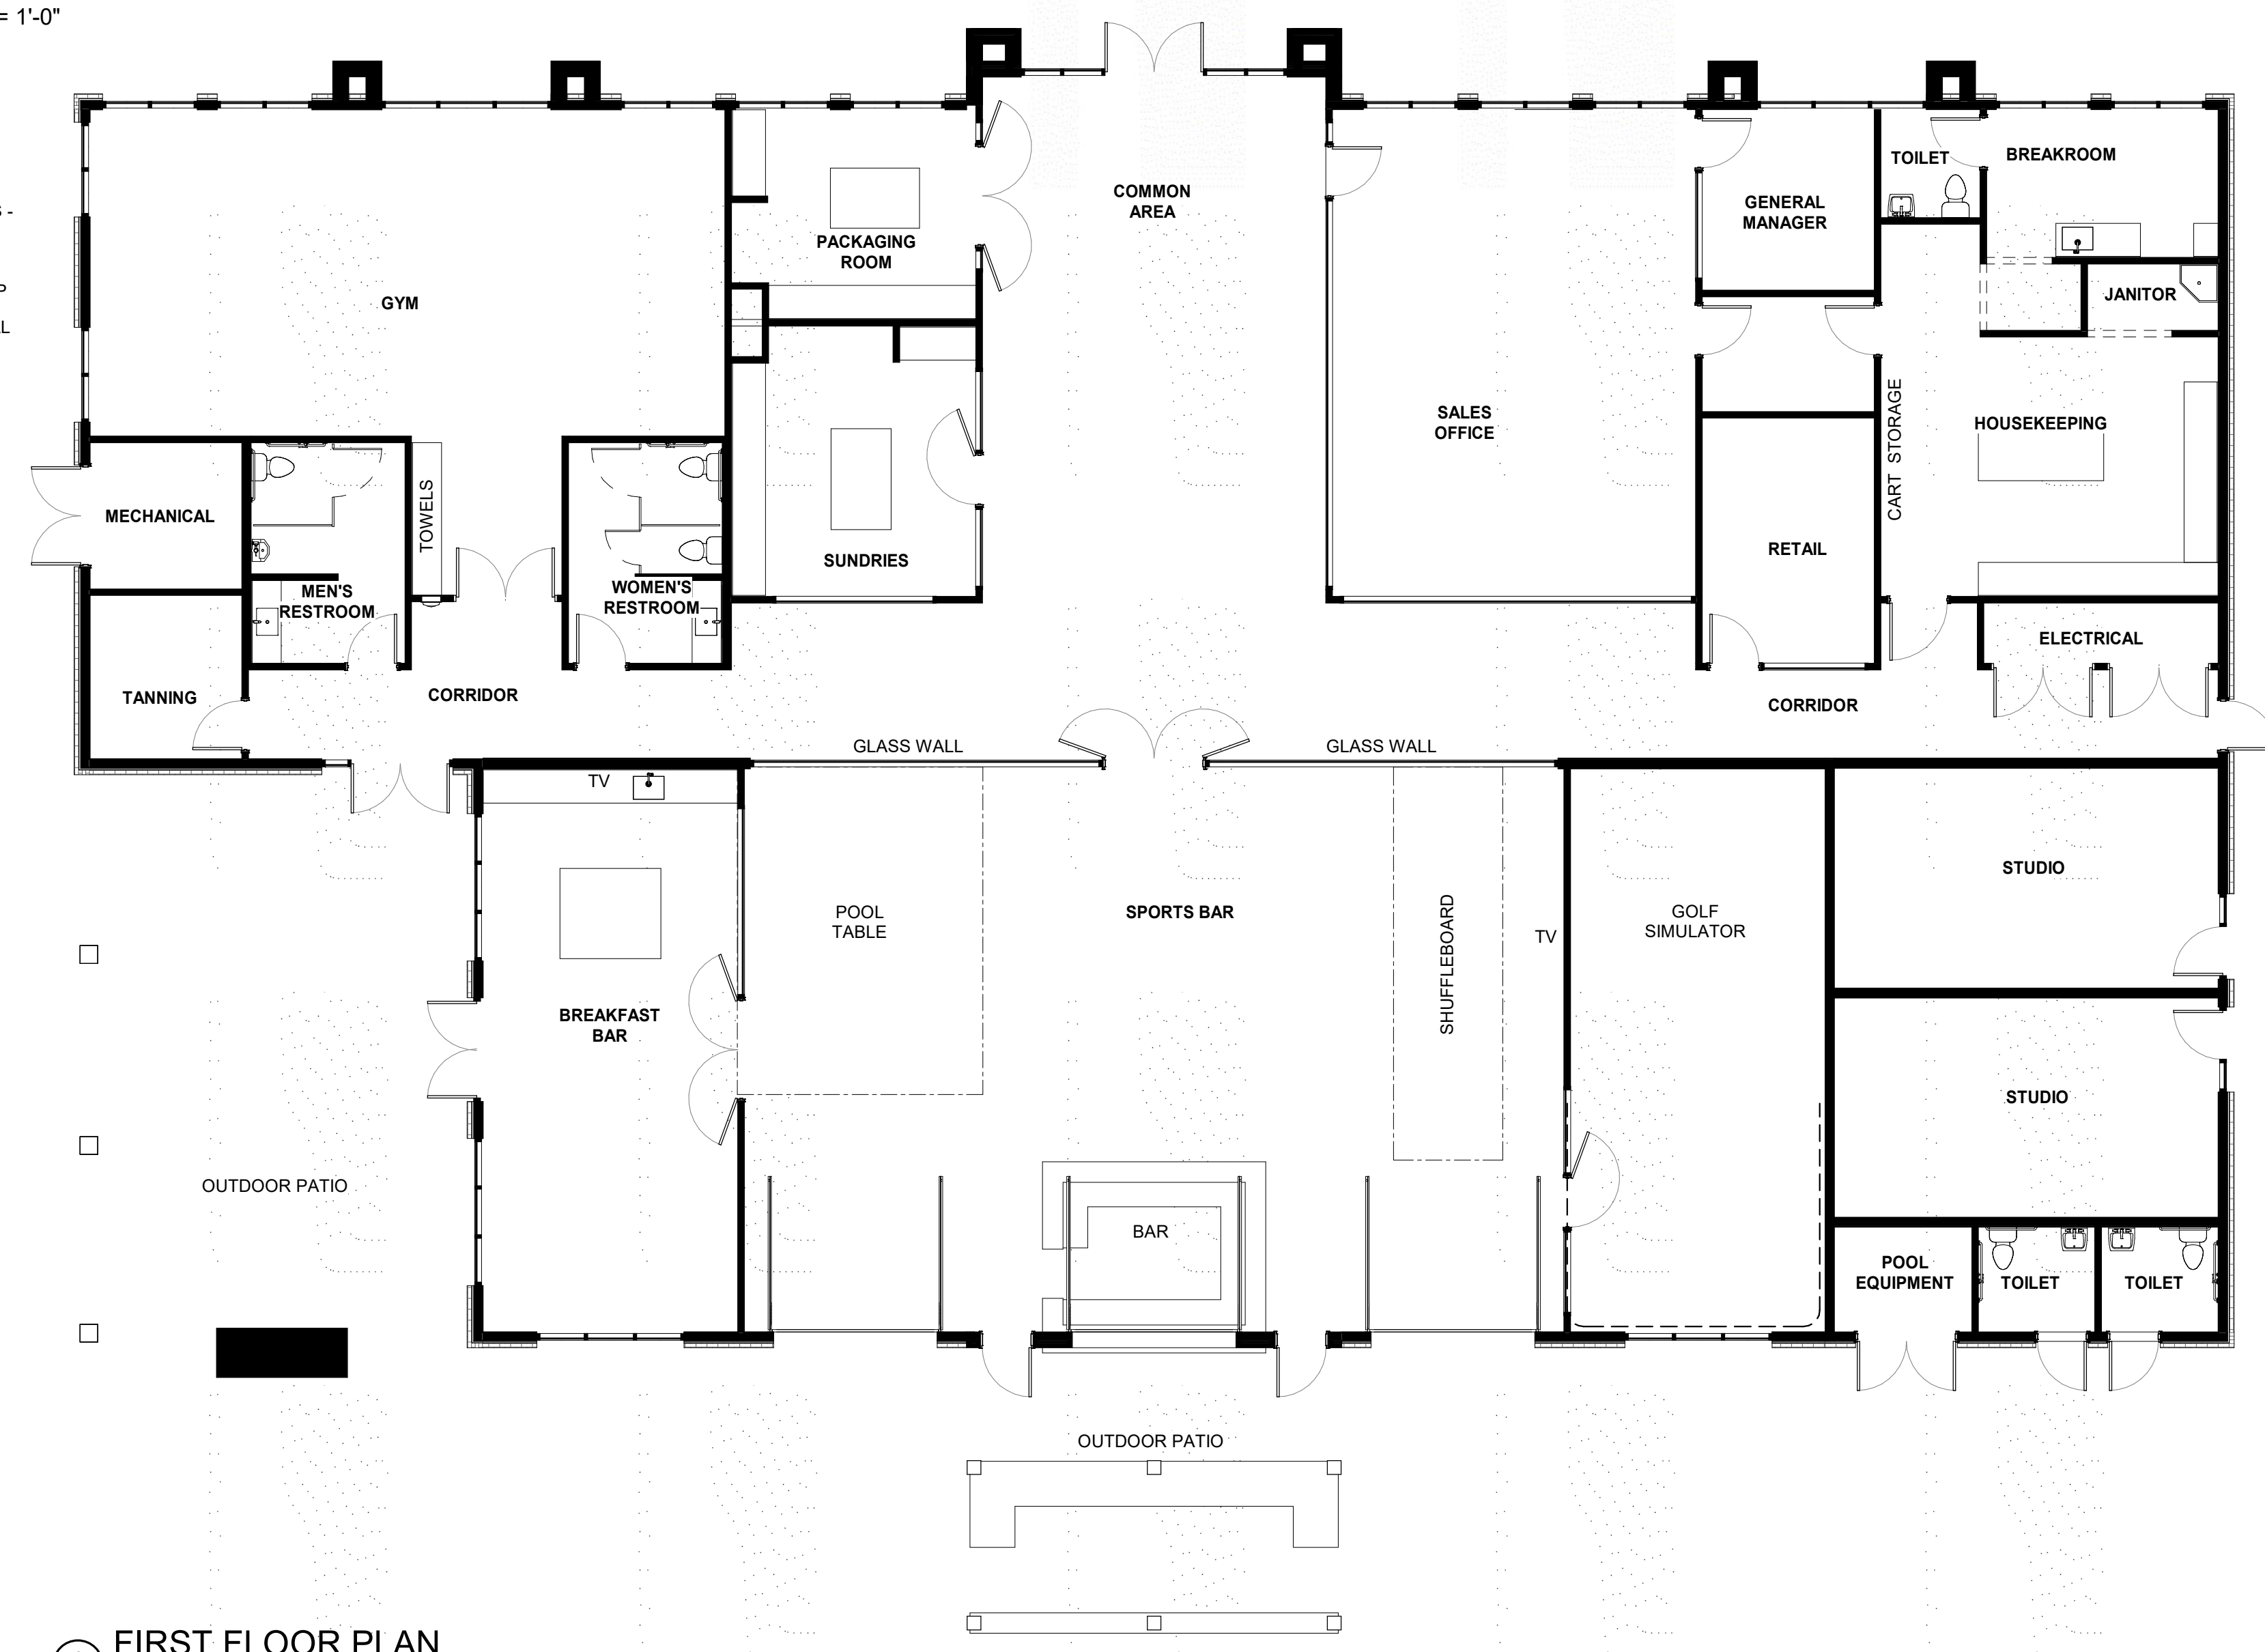 = 1'-0"
S -
P
AL
COMMON
AREA
PACKAGING
ROOM
GYM
GENERAL
MANAGER
TOILET
BREAKROOM
JANITOR
SALES
OFFICE
CART STORAGE
HOUSEKEEPING
MECHANICAL
TOWELS
SUNDRIES
RETAIL
MEN'S
RESTROOM
WOMEN'S
RESTROOM
ELECTRICAL
TANNING
CORRIDOR
CORRIDOR
GLASS WALL
GLASS WALL
TV
POOL
TABLE
SPORTS BAR
SHUFFLEBOARD
TV
GOLF
SIMULATOR
STUDIO
BREAKFAST
BAR
STUDIO
OUTDOOR PATIO
BAR
POOL
EQUIPMENT
TOILET
TOILET
OUTDOOR PATIO
FIRST FLOOR PLAN